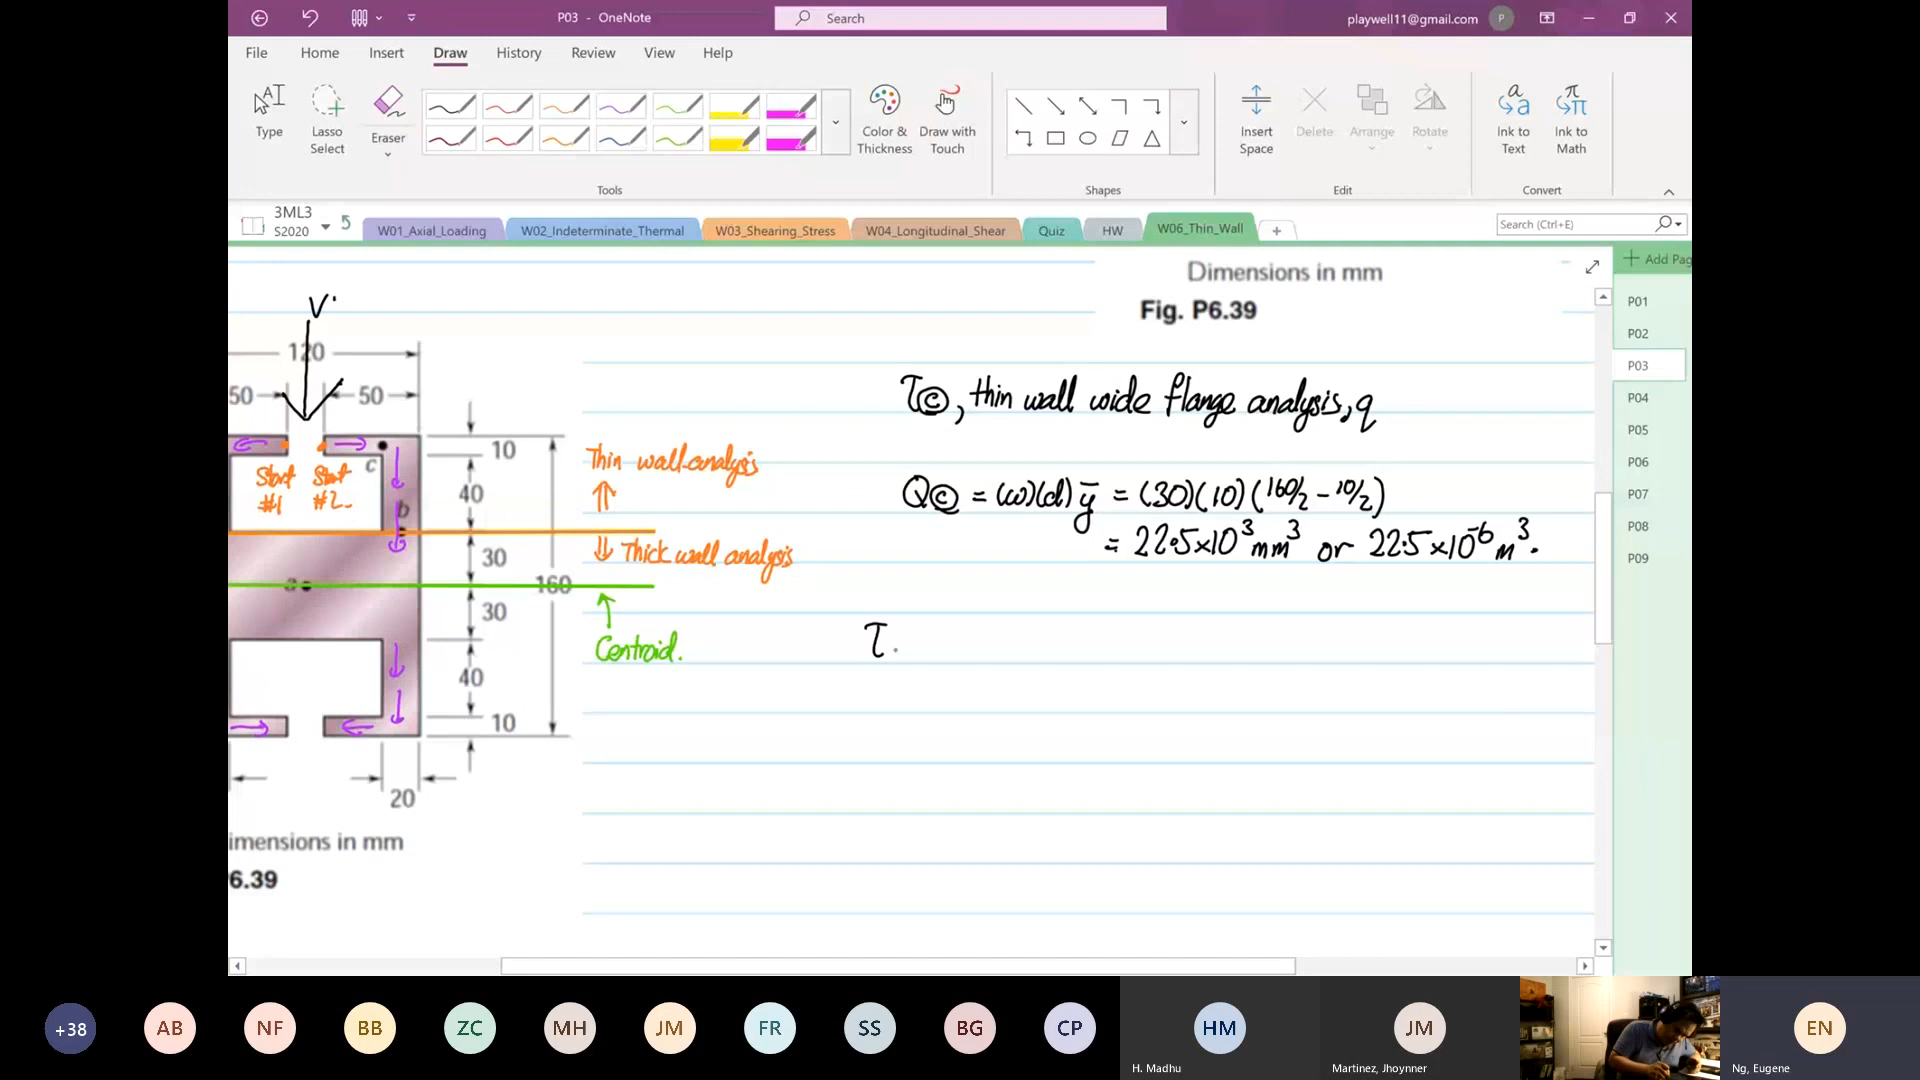 P03 - OneNote
Search
playwell11@gmail.com
P
File Home Insert Draw History Review View Help
Type
Lasso Select
Eraser
Color & Thickness
Draw with Touch
Insert Space
Delete
Arrange
Rotate
Ink to Text
Ink to Math
Tools
Shapes
Edit
Convert
3ML3
S2020
W01_Axial_Loading
W02_Indeterminate_Thermal
W03_Shearing_Stress
W04_Longitudinal_Shear
Quiz
HW
W06_Thin_Wall
Search (Ctrl+E)
Add Pag
P01
P02
P03
P04
P05
P06
P07
P08
P09
Dimensions in mm
Fig. P6.39
V
120
50
50
10
40
30
160
30
40
10
20
c
b
a
Start #1
Start #2
Thin wall analysis
Thick wall analysis
Centroid.
imensions in mm
6.39
τ©, thin wall wide flange analysis, q
Q© = (w)(d) ȳ = (30)(10)(160/2 - 10/2)
= 22.5x10³ mm³ or 22.5x10⁻⁶ m³.
τ
+38
AB
NF
BB
ZC
MH
JM
FR
SS
BG
CP
HM
H. Madhu
JM
Martinez, Jhoynner
EN
Ng, Eugene